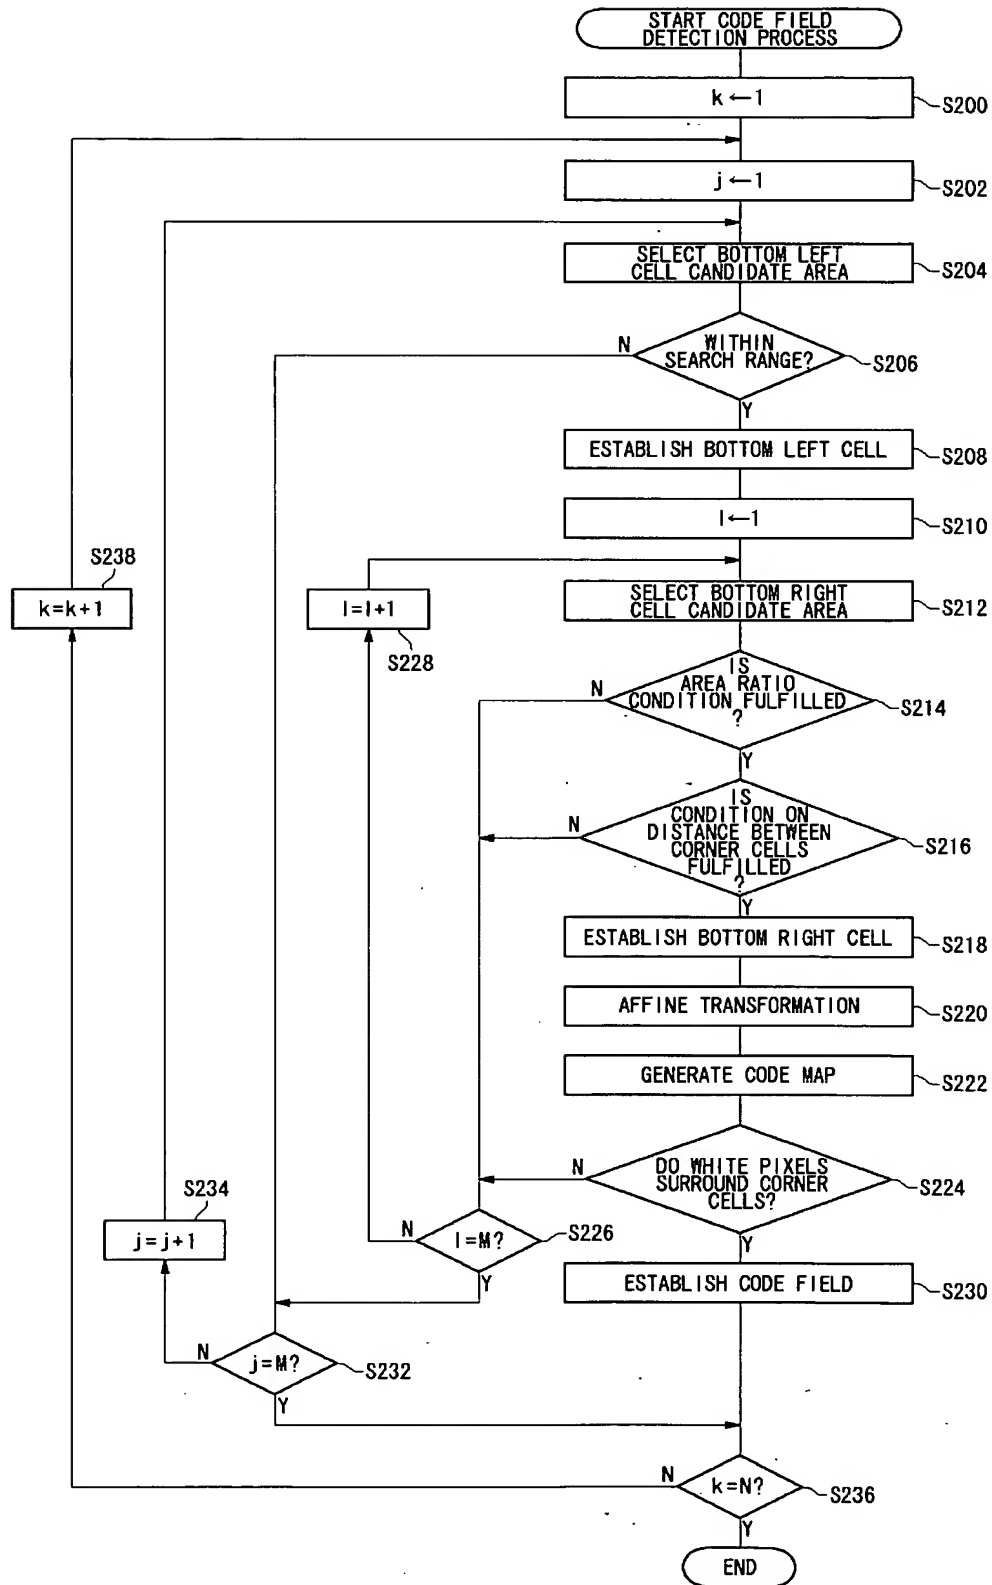 START CODE FIELD
DETECTION PROCESS
k ← 1
S200
j ← 1
S202
SELECT BOTTOM LEFT
CELL CANDIDATE AREA
S204
WITHIN
SEARCH RANGE?
N
S206
Y
ESTABLISH BOTTOM LEFT CELL
S208
l ← 1
S210
S238
k=k+1
l=l+1
S228
SELECT BOTTOM RIGHT
CELL CANDIDATE AREA
S212
IS
AREA RATIO
CONDITION FULFILLED
?
N
S214
Y
IS
CONDITION ON
DISTANCE BETWEEN
CORNER CELLS
FULFILLED
?
N
S216
Y
ESTABLISH BOTTOM RIGHT CELL
S218
AFFINE TRANSFORMATION
S220
GENERATE CODE MAP
S222
DO WHITE PIXELS
SURROUND CORNER
CELLS?
N
S224
Y
S234
j=j+1
N
l=M?
S226
Y
ESTABLISH CODE FIELD
S230
N
j=M?
S232
Y
N
k=N?
S236
Y
END